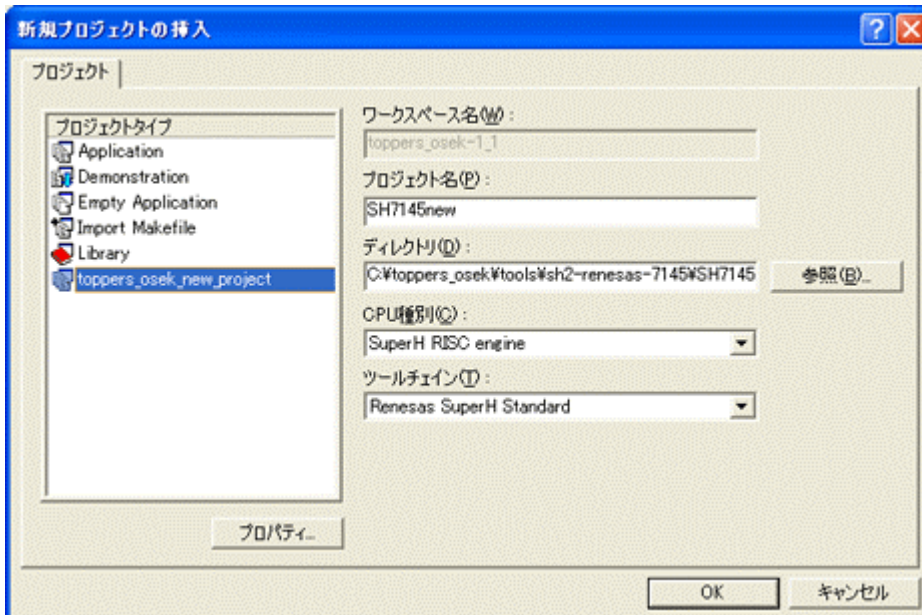 新規プロジェクトの挿入
プロジェクト
プロジェクトタイプ
Application
Demonstration
Empty Application
Import Makefile
Library
toppers_osek_new_project
プロパティ...
ワークスペース名(W):
toppers_osek-1_1
プロジェクト名(P):
SH7145new
ディレクトリ(D):
C:¥toppers_osek¥tools¥sh2-renesas-7145¥SH7145
参照(B)...
CPU種別(C):
SuperH RISC engine
ツールチェイン(T):
Renesas SuperH Standard
OK
キャンセル